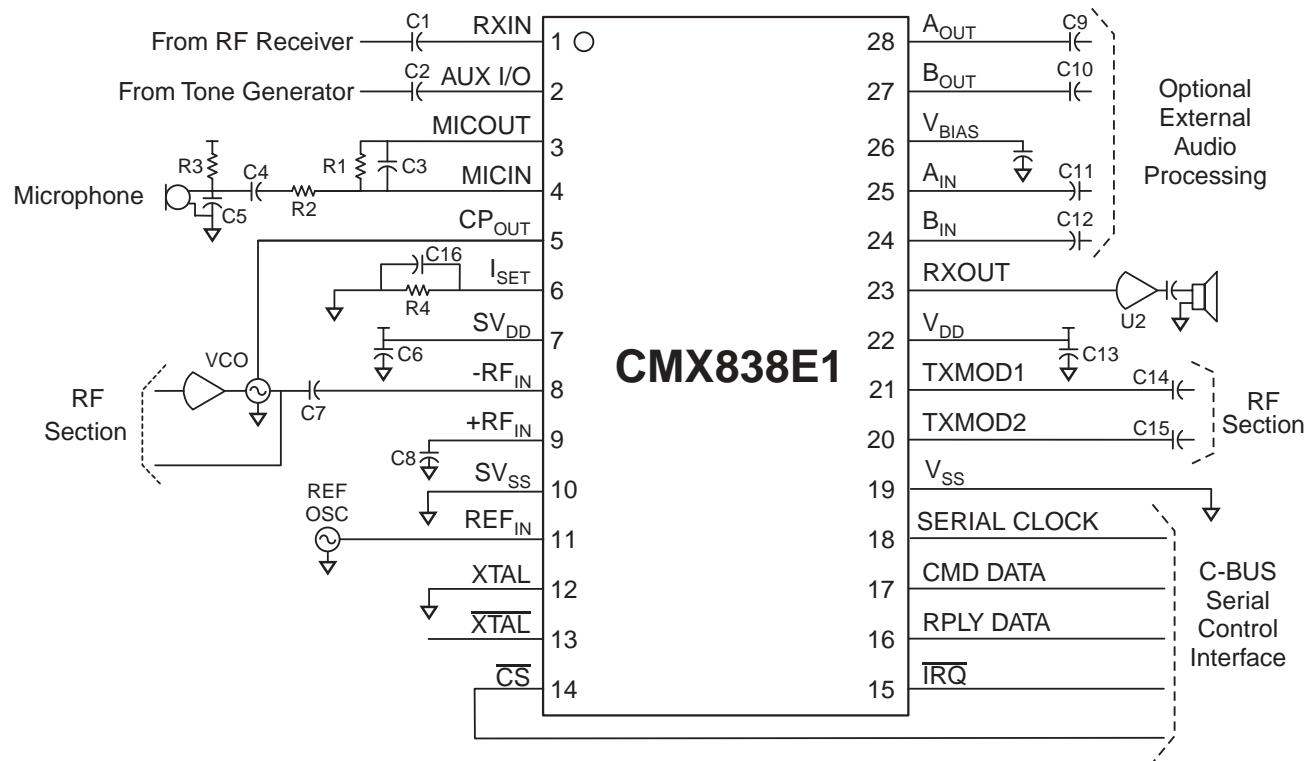 C1
RXIN
From RF Receiver
1
28
A_OUT
C9
C2
AUX I/O
From Tone Generator
2
27
B_OUT
C10
Optional
External
Audio
Processing
MICOUT
3
26
V_BIAS
R3
R1
C3
C4
MICIN
Microphone
4
25
A_IN
C11
C5
R2
CP_OUT
5
24
B_IN
C12
C16
I_SET
6
23
RXOUT
R4
U2
SV_DD
7
22
V_DD
C6
C13
CMX838E1
VCO
-RF_IN
8
21
TXMOD1
C14
RF
Section
C7
+RF_IN
9
20
TXMOD2
C15
RF
Section
C8
SV_SS
10
19
V_SS
REF
OSC
REF_IN
11
18
SERIAL CLOCK
XTAL
12
17
CMD DATA
C-BUS
Serial
Control
Interface
XTAL
13
16
RPLY DATA
CS
14
15
IRQ